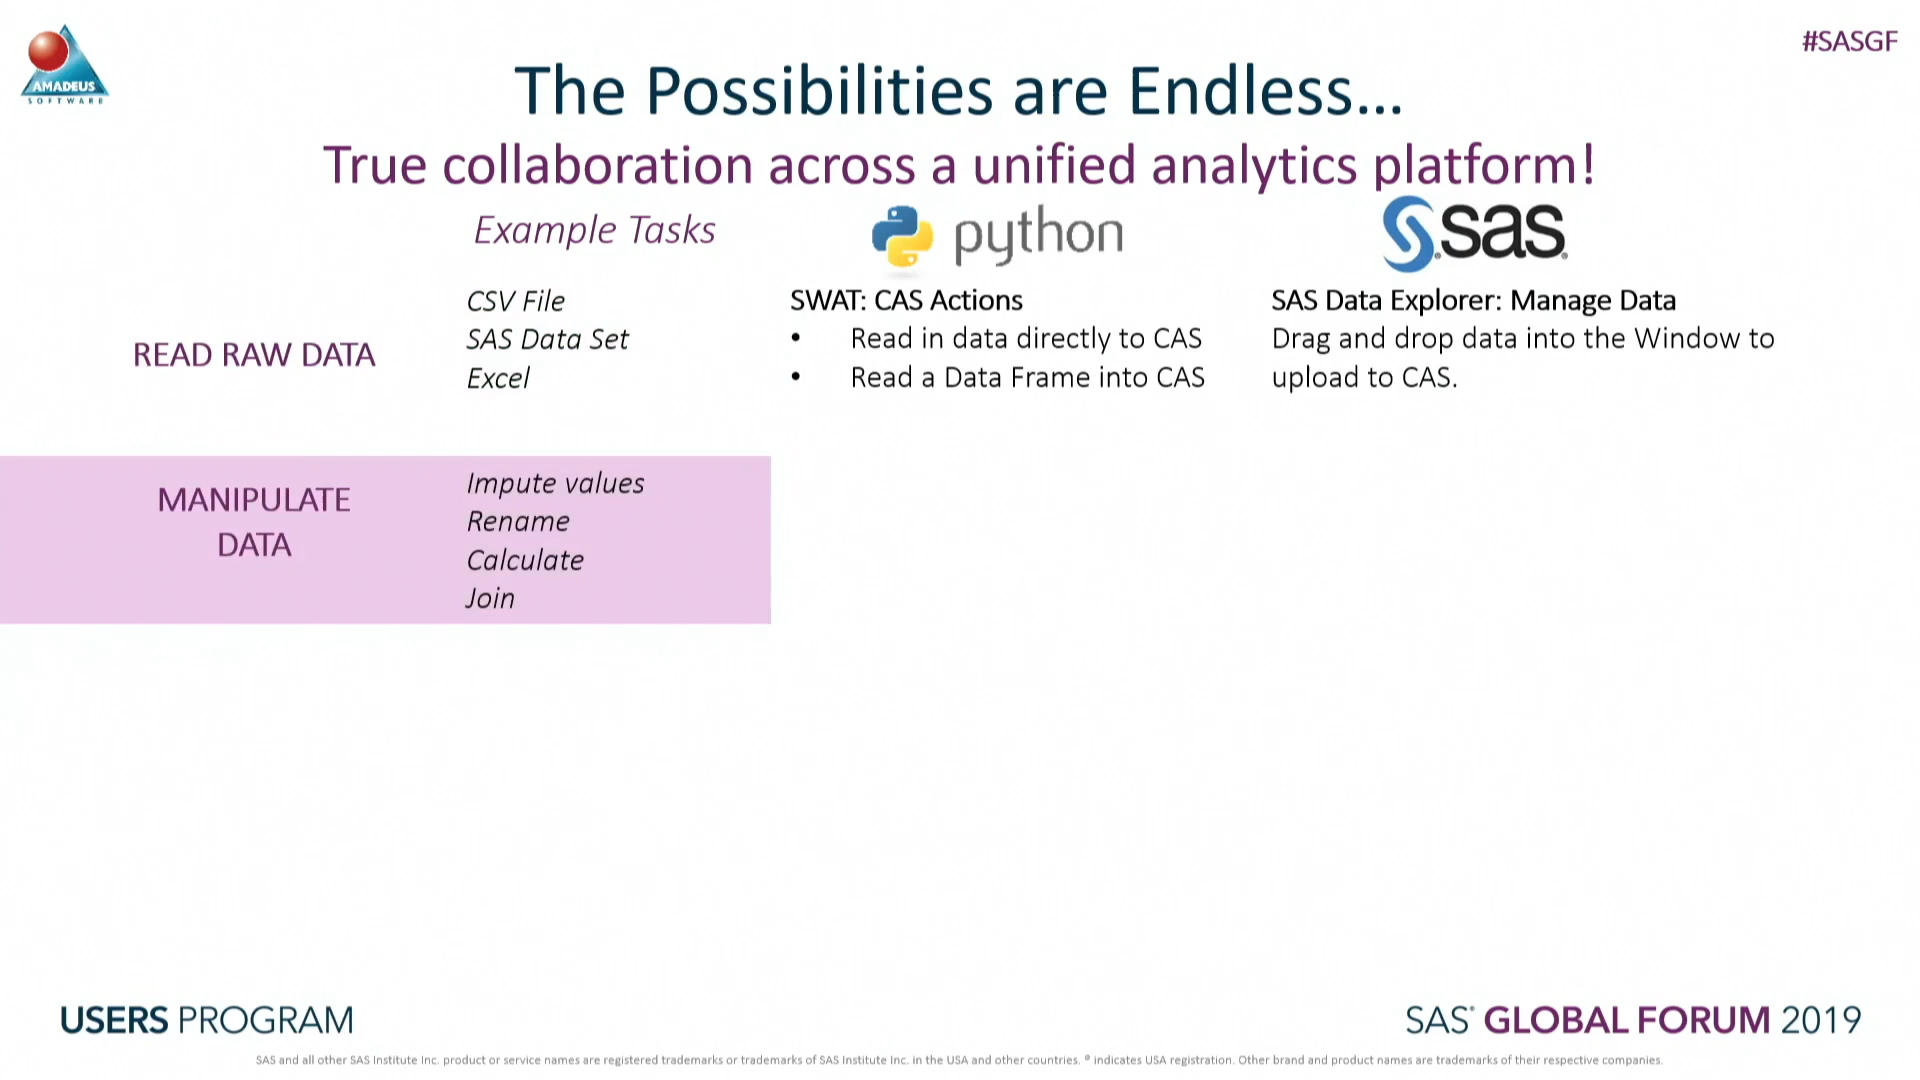 AMADEUS
SOFTWARE
#SASGF
The Possibilities are Endless...
True collaboration across a unified analytics platform!
Example Tasks
python
sas
READ RAW DATA
CSV File
SAS Data Set
Excel
SWAT: CAS Actions
• Read in data directly to CAS
• Read a Data Frame into CAS
SAS Data Explorer: Manage Data
Drag and drop data into the Window to
upload to CAS.
MANIPULATE
DATA
Impute values
Rename
Calculate
Join
USERS PROGRAM
SAS® GLOBAL FORUM 2019
SAS and all other SAS Institute Inc. product or service names are registered trademarks or trademarks of SAS Institute Inc. in the USA and other countries. ® indicates USA registration. Other brand and product names are trademarks of their respective companies.